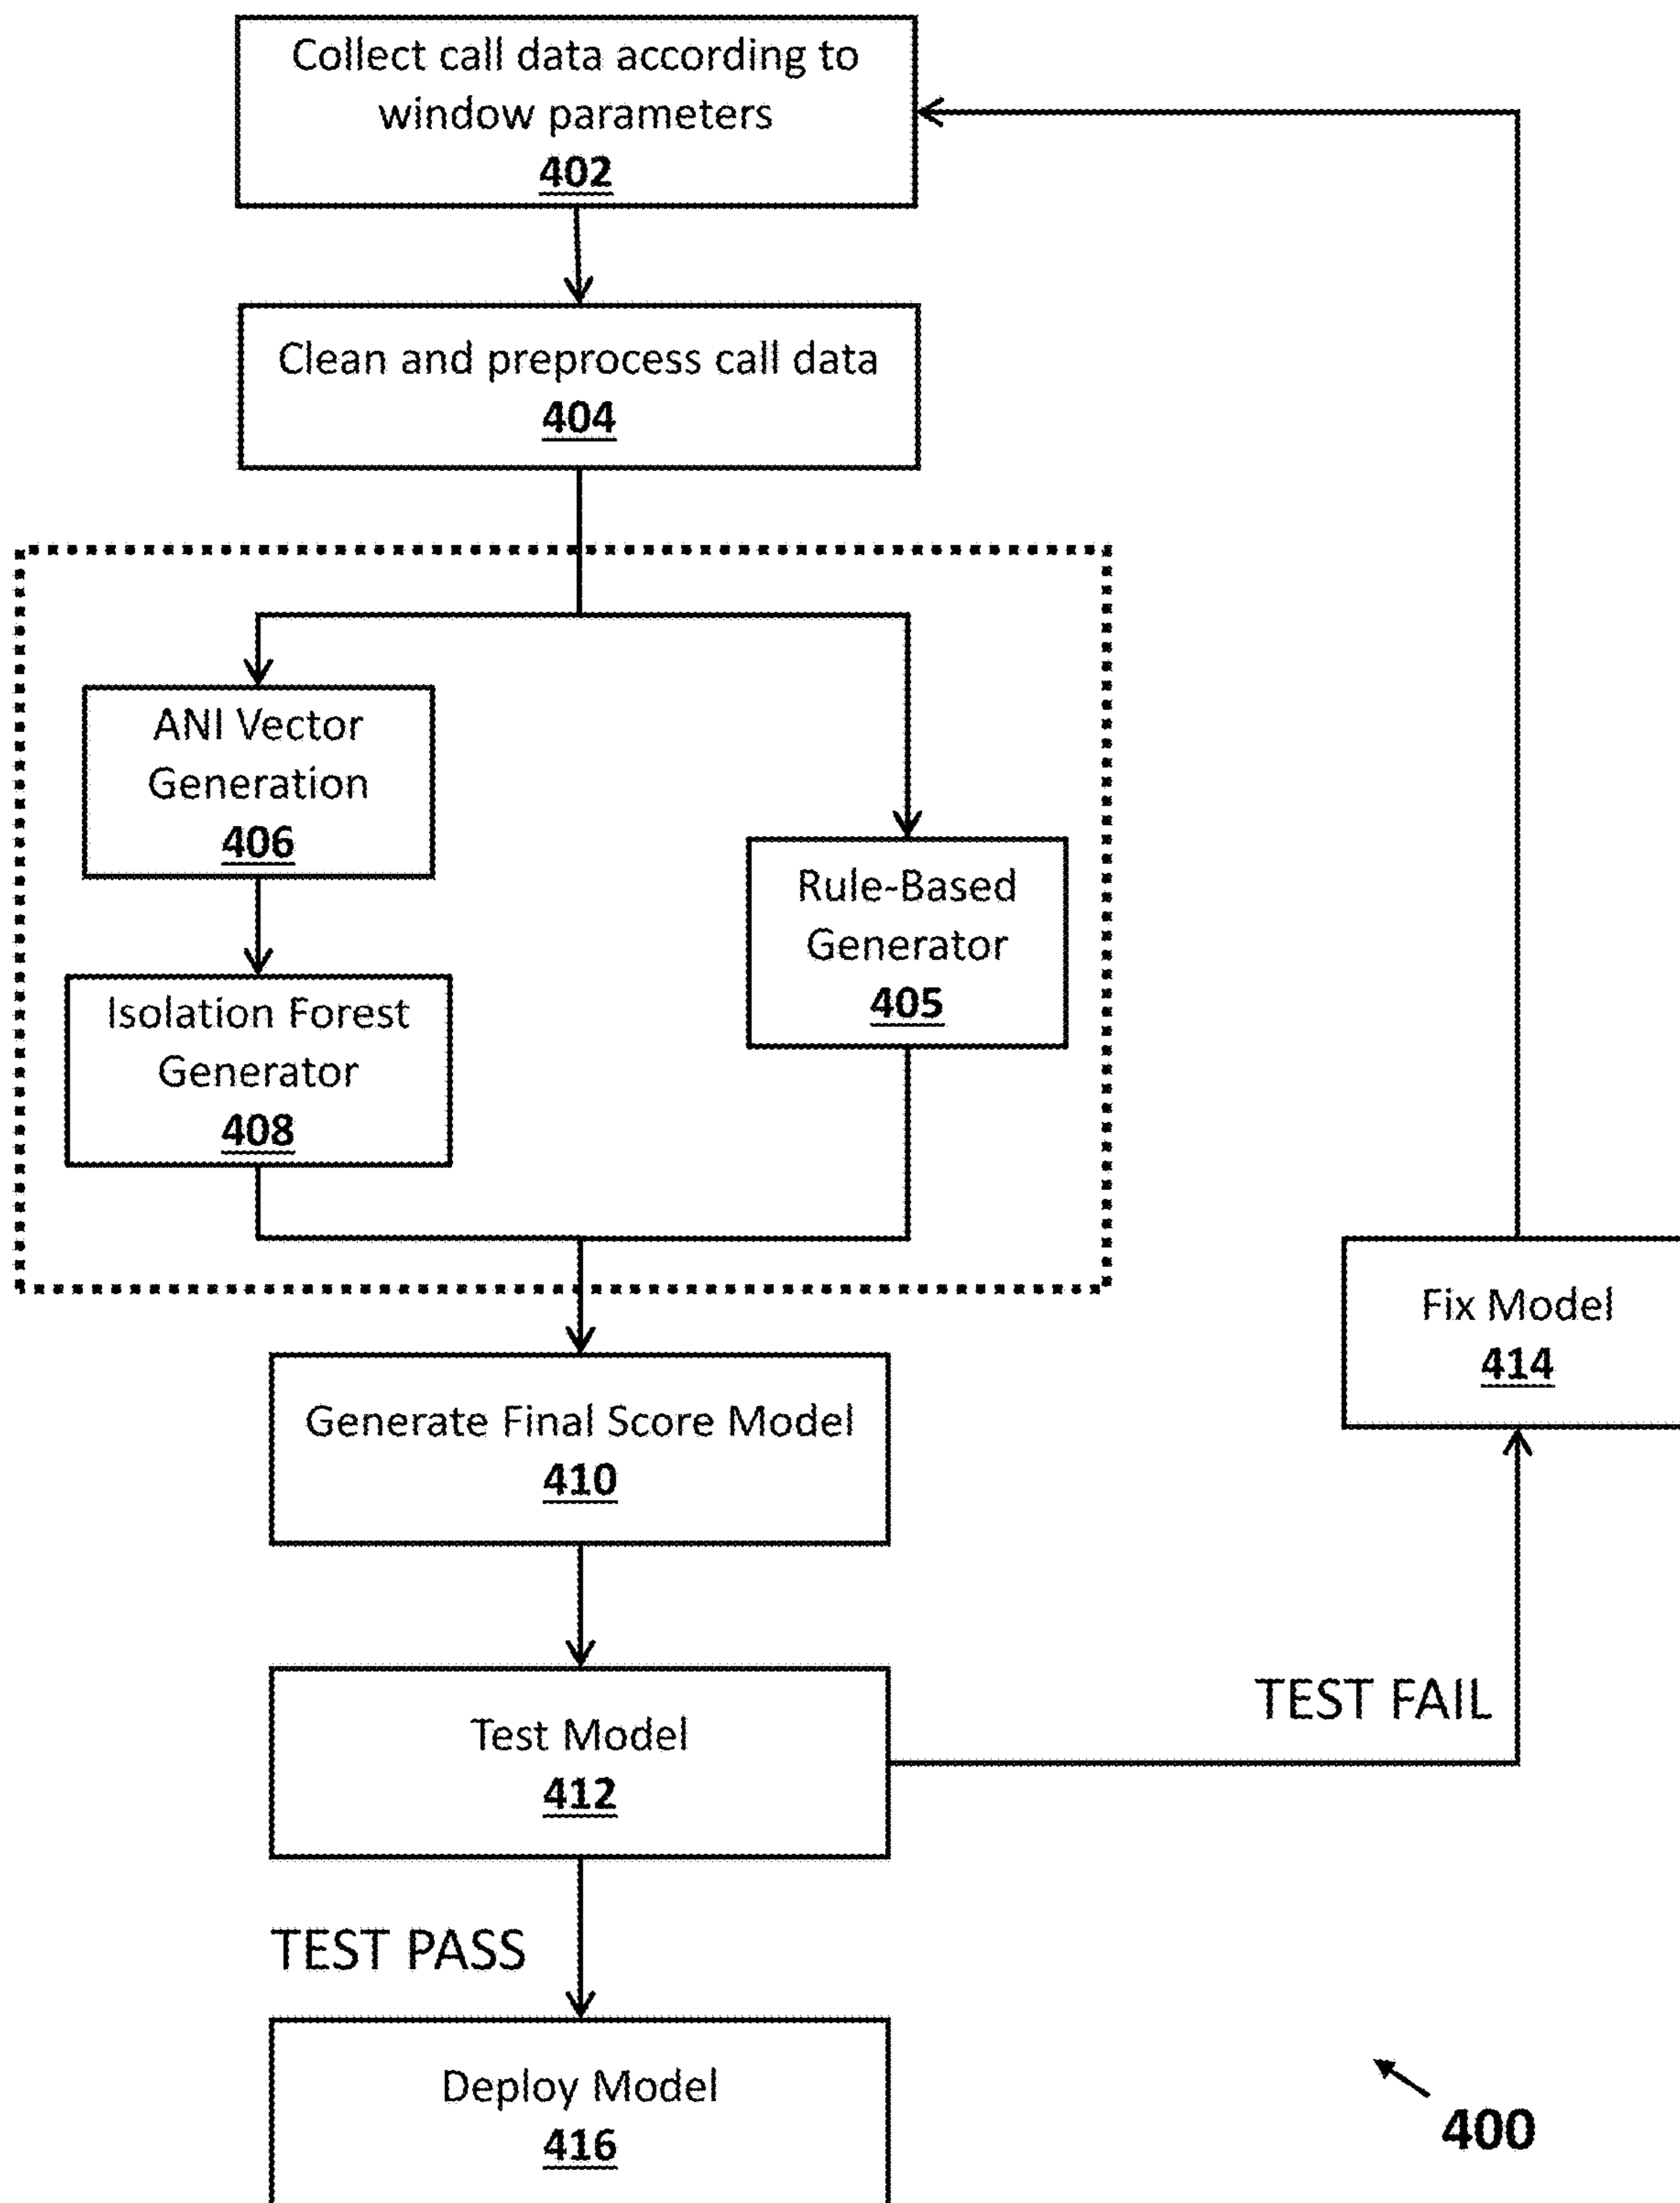 Collect call data according to
window parameters
402
Clean and preprocess call data
404
ANI Vector
Generation
406
Rule-Based
Generator
405
Isolation Forest
Generator
408
Fix Model
414
Generate Final Score Model
410
TEST FAIL
Test Model
412
TEST PASS
Deploy Model
416
400